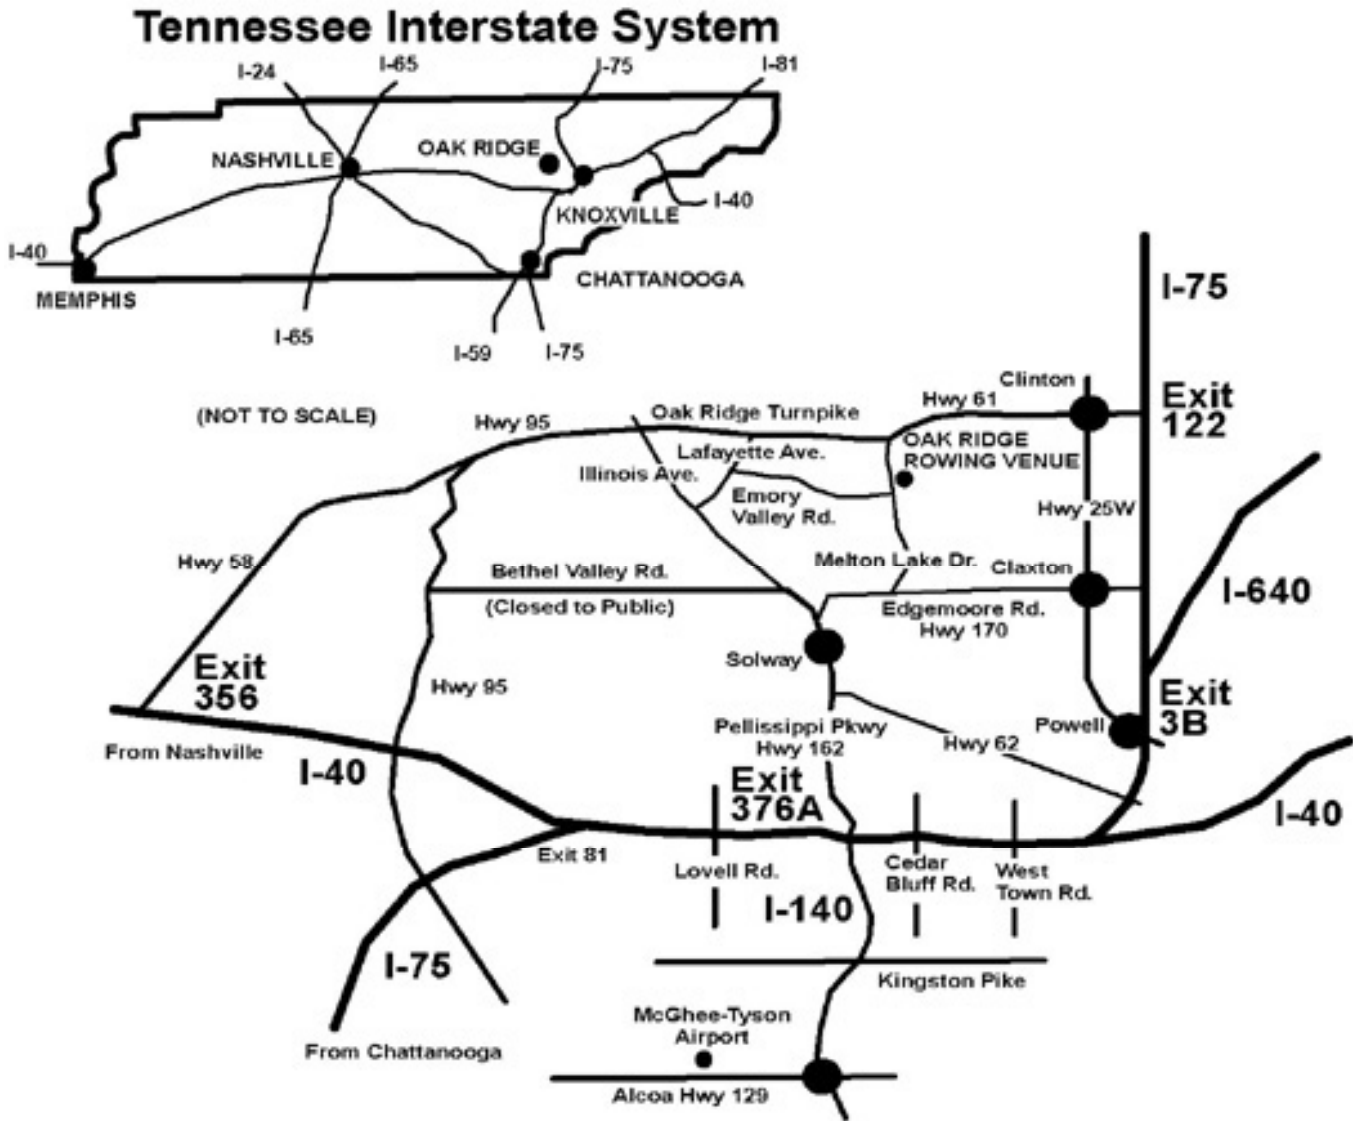 Tennessee Interstate System
I-24
I-65
I-75
I-81
NASHVILLE
OAK RIDGE
I-40
KNOXVILLE
I-40
MEMPHIS
CHATTANOOGA
I-65
I-59
I-75
(NOT TO SCALE)
I-75
Clinton
Hwy 61
Exit
122
Hwy 95
Oak Ridge Turnpike
Lafayette Ave.
OAK RIDGE
ROWING VENUE
Illinois Ave.
Emory
Valley Rd.
Hwy 25W
Hwy 58
Bethel Valley Rd.
(Closed to Public)
Melton Lake Dr.
Claxton
Edgemoore Rd.
Hwy 170
I-640
Exit
356
Solway
Hwy 95
Exit
3B
Powell
From Nashville
I-40
Pellissippi Pkwy
Hwy 162
Hwy 62
Exit
376A
I-40
Exit 81
Lovell Rd.
Cedar
Bluff Rd.
West
Town Rd.
I-140
I-75
Kingston Pike
McGhee-Tyson
Airport
From Chattanooga
Alcoa Hwy 129